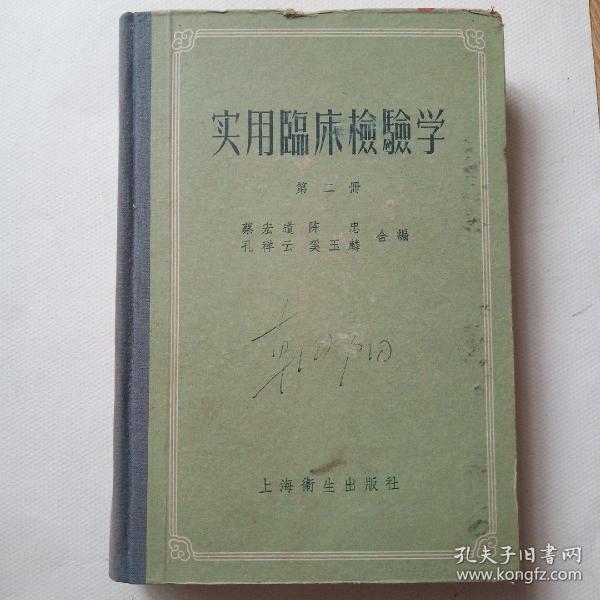 实用臨床檢驗学
第二冊
蔡宏道 陈忠
孔祥云 奚玉麟 合編
上海衛生出版社
孔夫子旧书网
www.kongfz.com